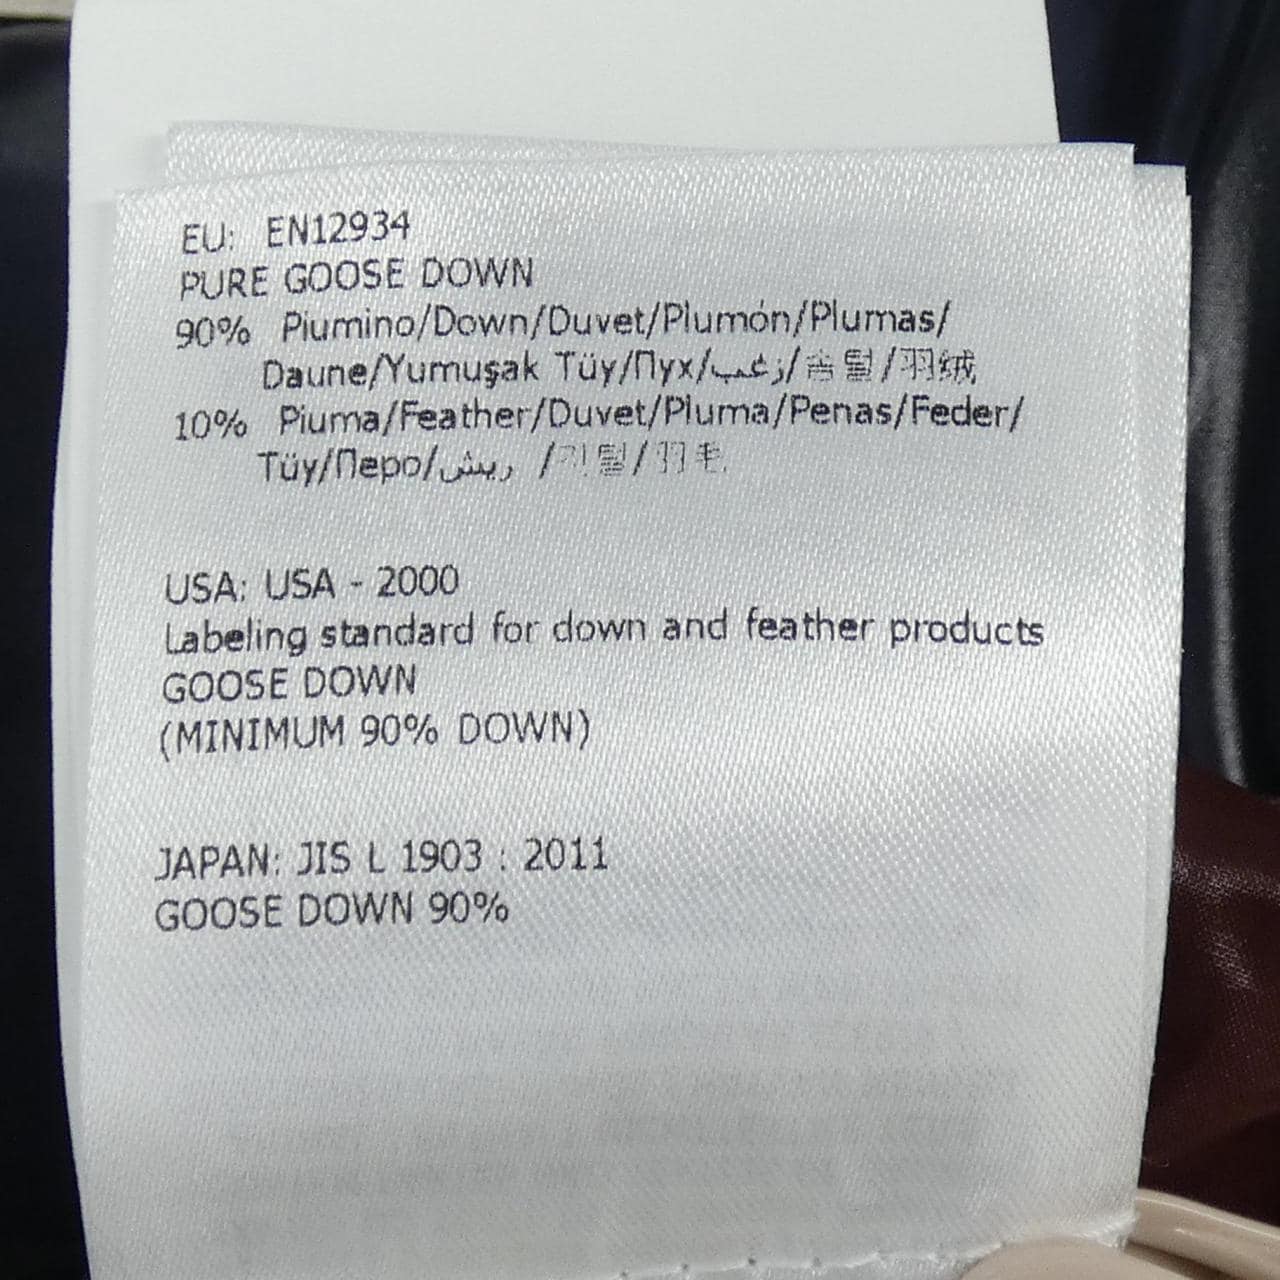 EU: EN12934
PURE GOOSE DOWN
90% Piumino/Down/Duvet/Plumón/Plumas/
Daune/Yumuşak Tüy/Пух/زغب/솜털/羽绒
10% Piuma/Feather/Duvet/Pluma/Penas/Feder/
Tüy/Перо/ريش /깃털/羽毛
USA: USA - 2000
Labeling standard for down and feather products
GOOSE DOWN
(MINIMUM 90% DOWN)
JAPAN: JIS L 1903 : 2011
GOOSE DOWN 90%